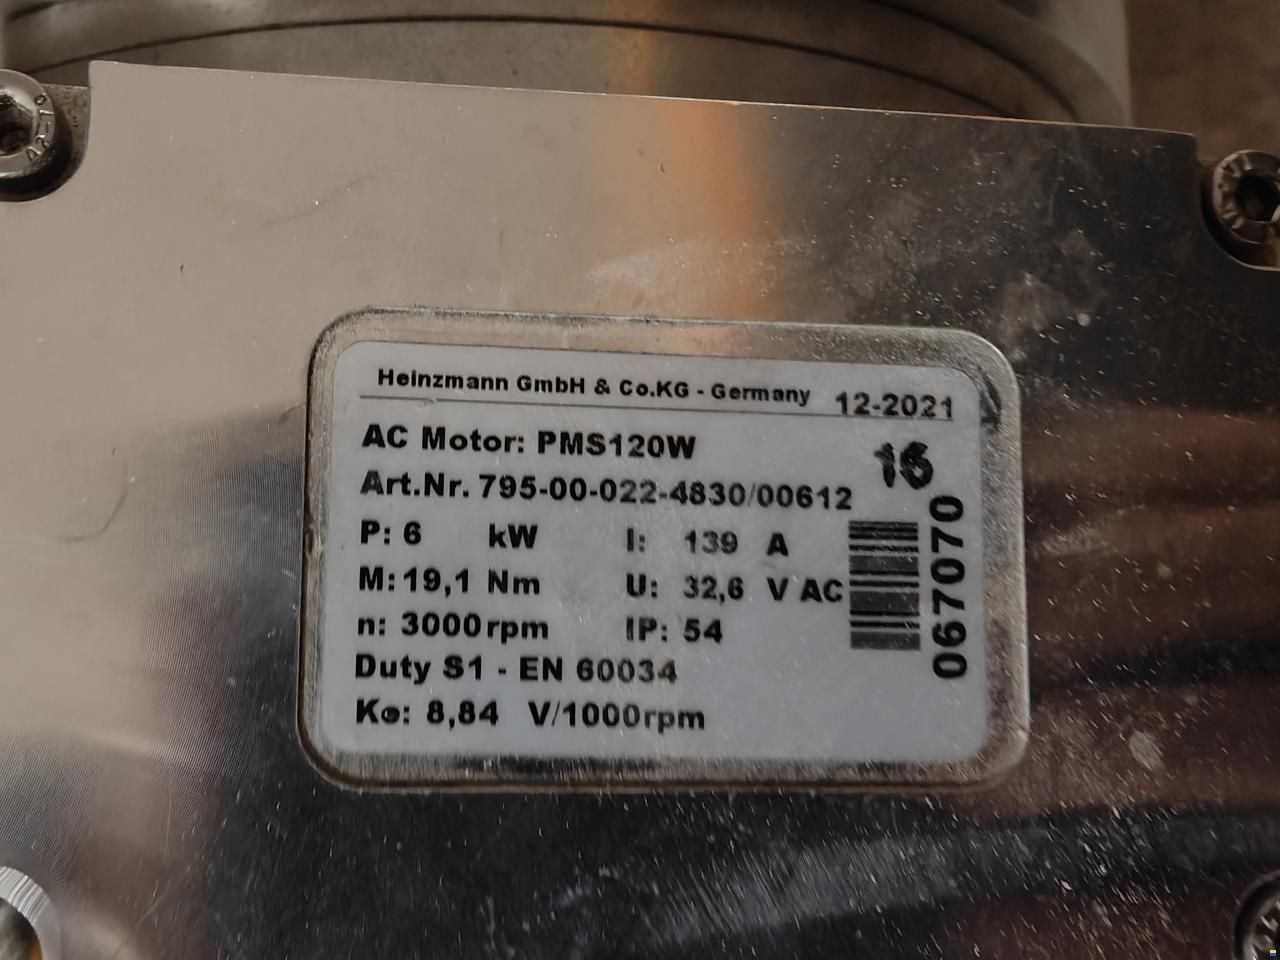 Heinzmann GmbH & Co.KG - Germany 12-2021
AC Motor: PMS120W
16
Art.Nr. 795-00-022-4830/00612
P: 6 kW I: 139 A
M: 19,1 Nm U: 32,6 V AC
n: 3000 rpm IP: 54
Duty S1 - EN 60034
Ke: 8,84 V/1000rpm
067070